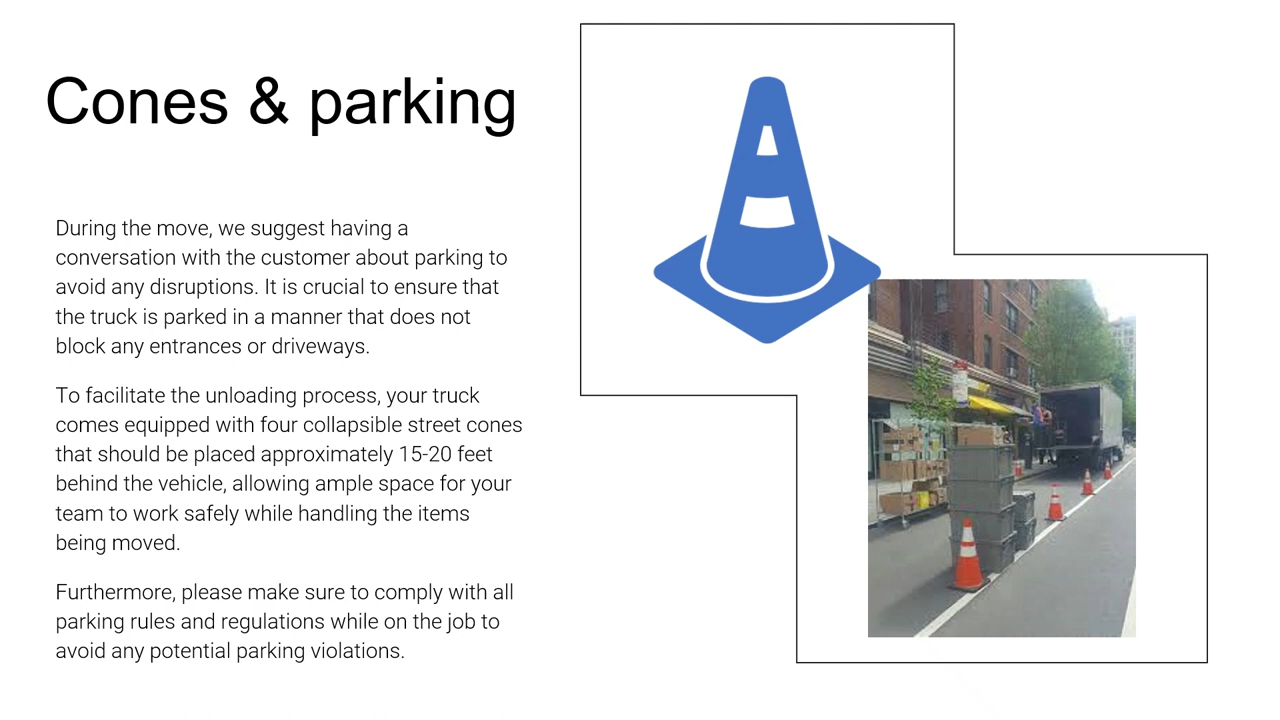 Cones & parking
During the move, we suggest having a
conversation with the customer about parking to
avoid any disruptions. It is crucial to ensure that
the truck is parked in a manner that does not
block any entrances or driveways.
To facilitate the unloading process, your truck
comes equipped with four collapsible street cones
that should be placed approximately 15-20 feet
behind the vehicle, allowing ample space for your
team to work safely while handling the items
being moved.
Furthermore, please make sure to comply with all
parking rules and regulations while on the job to
avoid any potential parking violations.